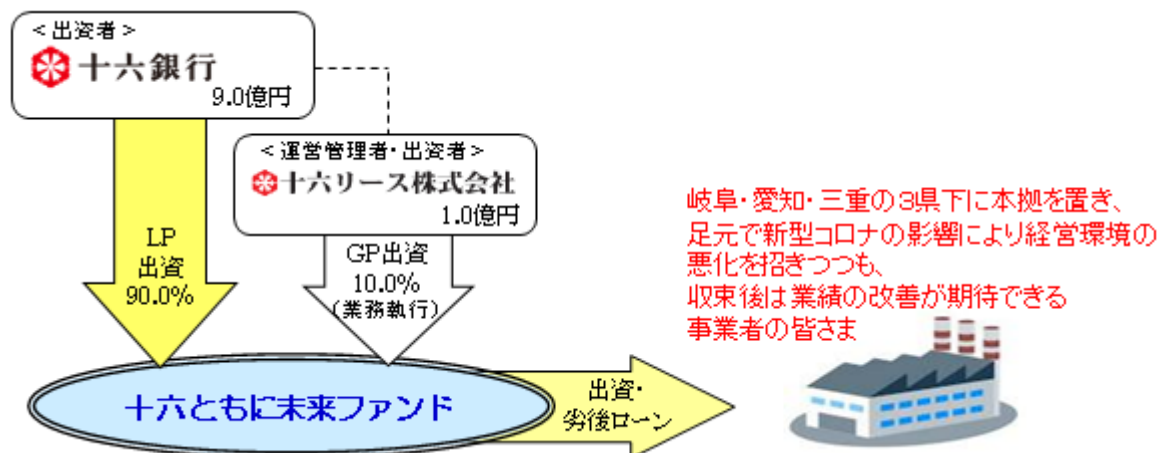 ＜出資者＞
十六銀行
9.0億円
＜運営管理者・出資者＞
十六リース株式会社
1.0億円
LP
出資
90.0%
GP出資
10.0%
(業務執行)
十六ともに未来ファンド
出資・
劣後ローン
岐阜・愛知・三重の3県下に本拠を置き、
足元で新型コロナの影響により経営環境の
悪化を招きつつも、
収束後は業績の改善が期待できる
事業者の皆さま